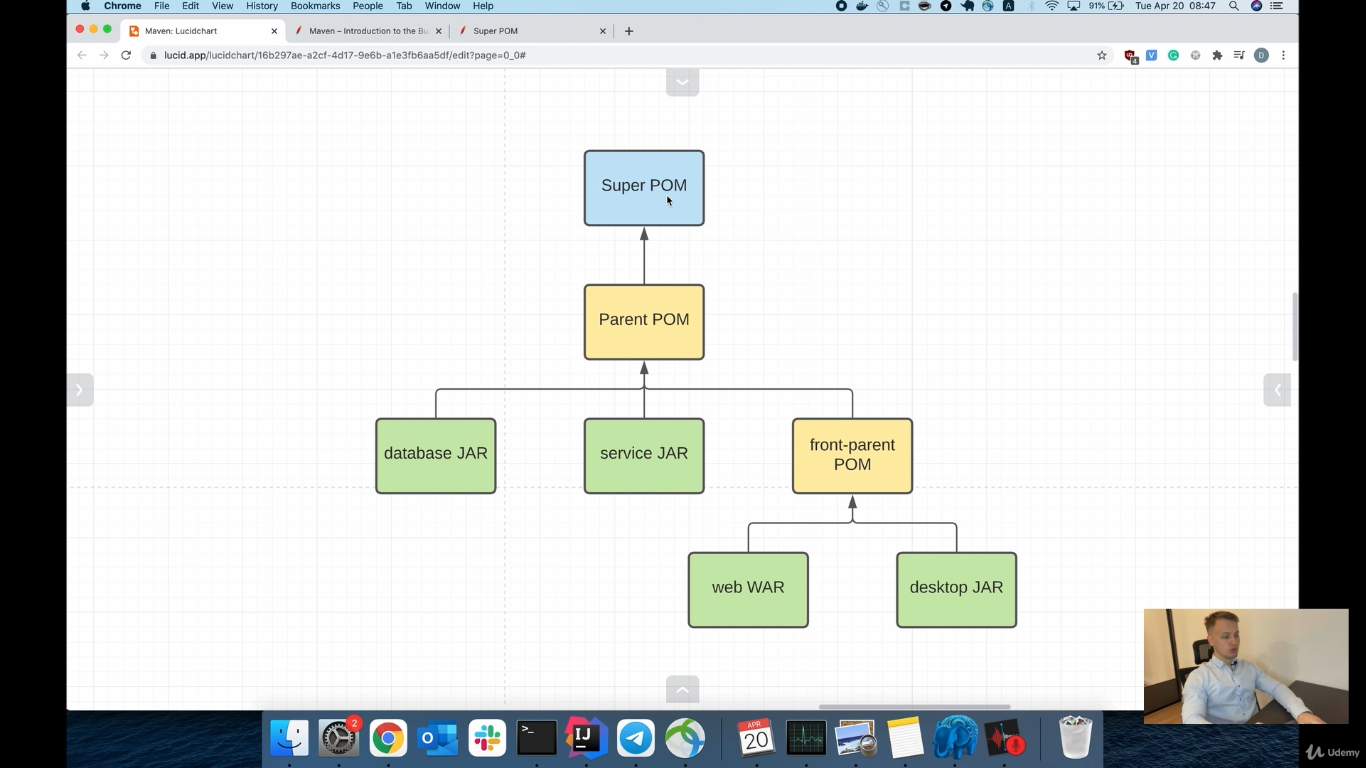 Chrome File Edit View History Bookmarks People Tab Window Help
A 91% Tue Apr 20 08:47
Maven: Lucidchart
Maven – Introduction to the Bu
Super POM
lucid.app/lucidchart/16b297ae-a2cf-4d17-9e6b-a1e3fb6aa5df/edit?page=0_0#
4
V
D
Super POM
Parent POM
database JAR
service JAR
front-parent
POM
web WAR
desktop JAR
2
IJ
APR
20
Udemy